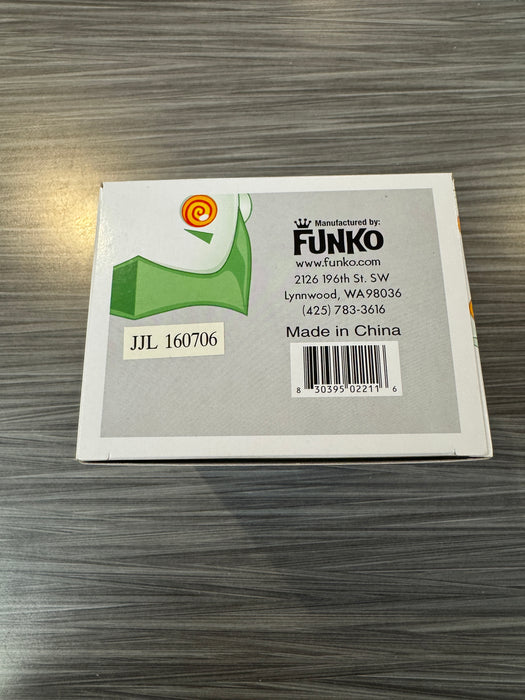 Manufactured by:
FUNKO
www.funko.com
2126 196th St. SW
Lynnwood, WA98036
(425) 783-3616
Made in China
JJL 160706
8 30395 02211 6